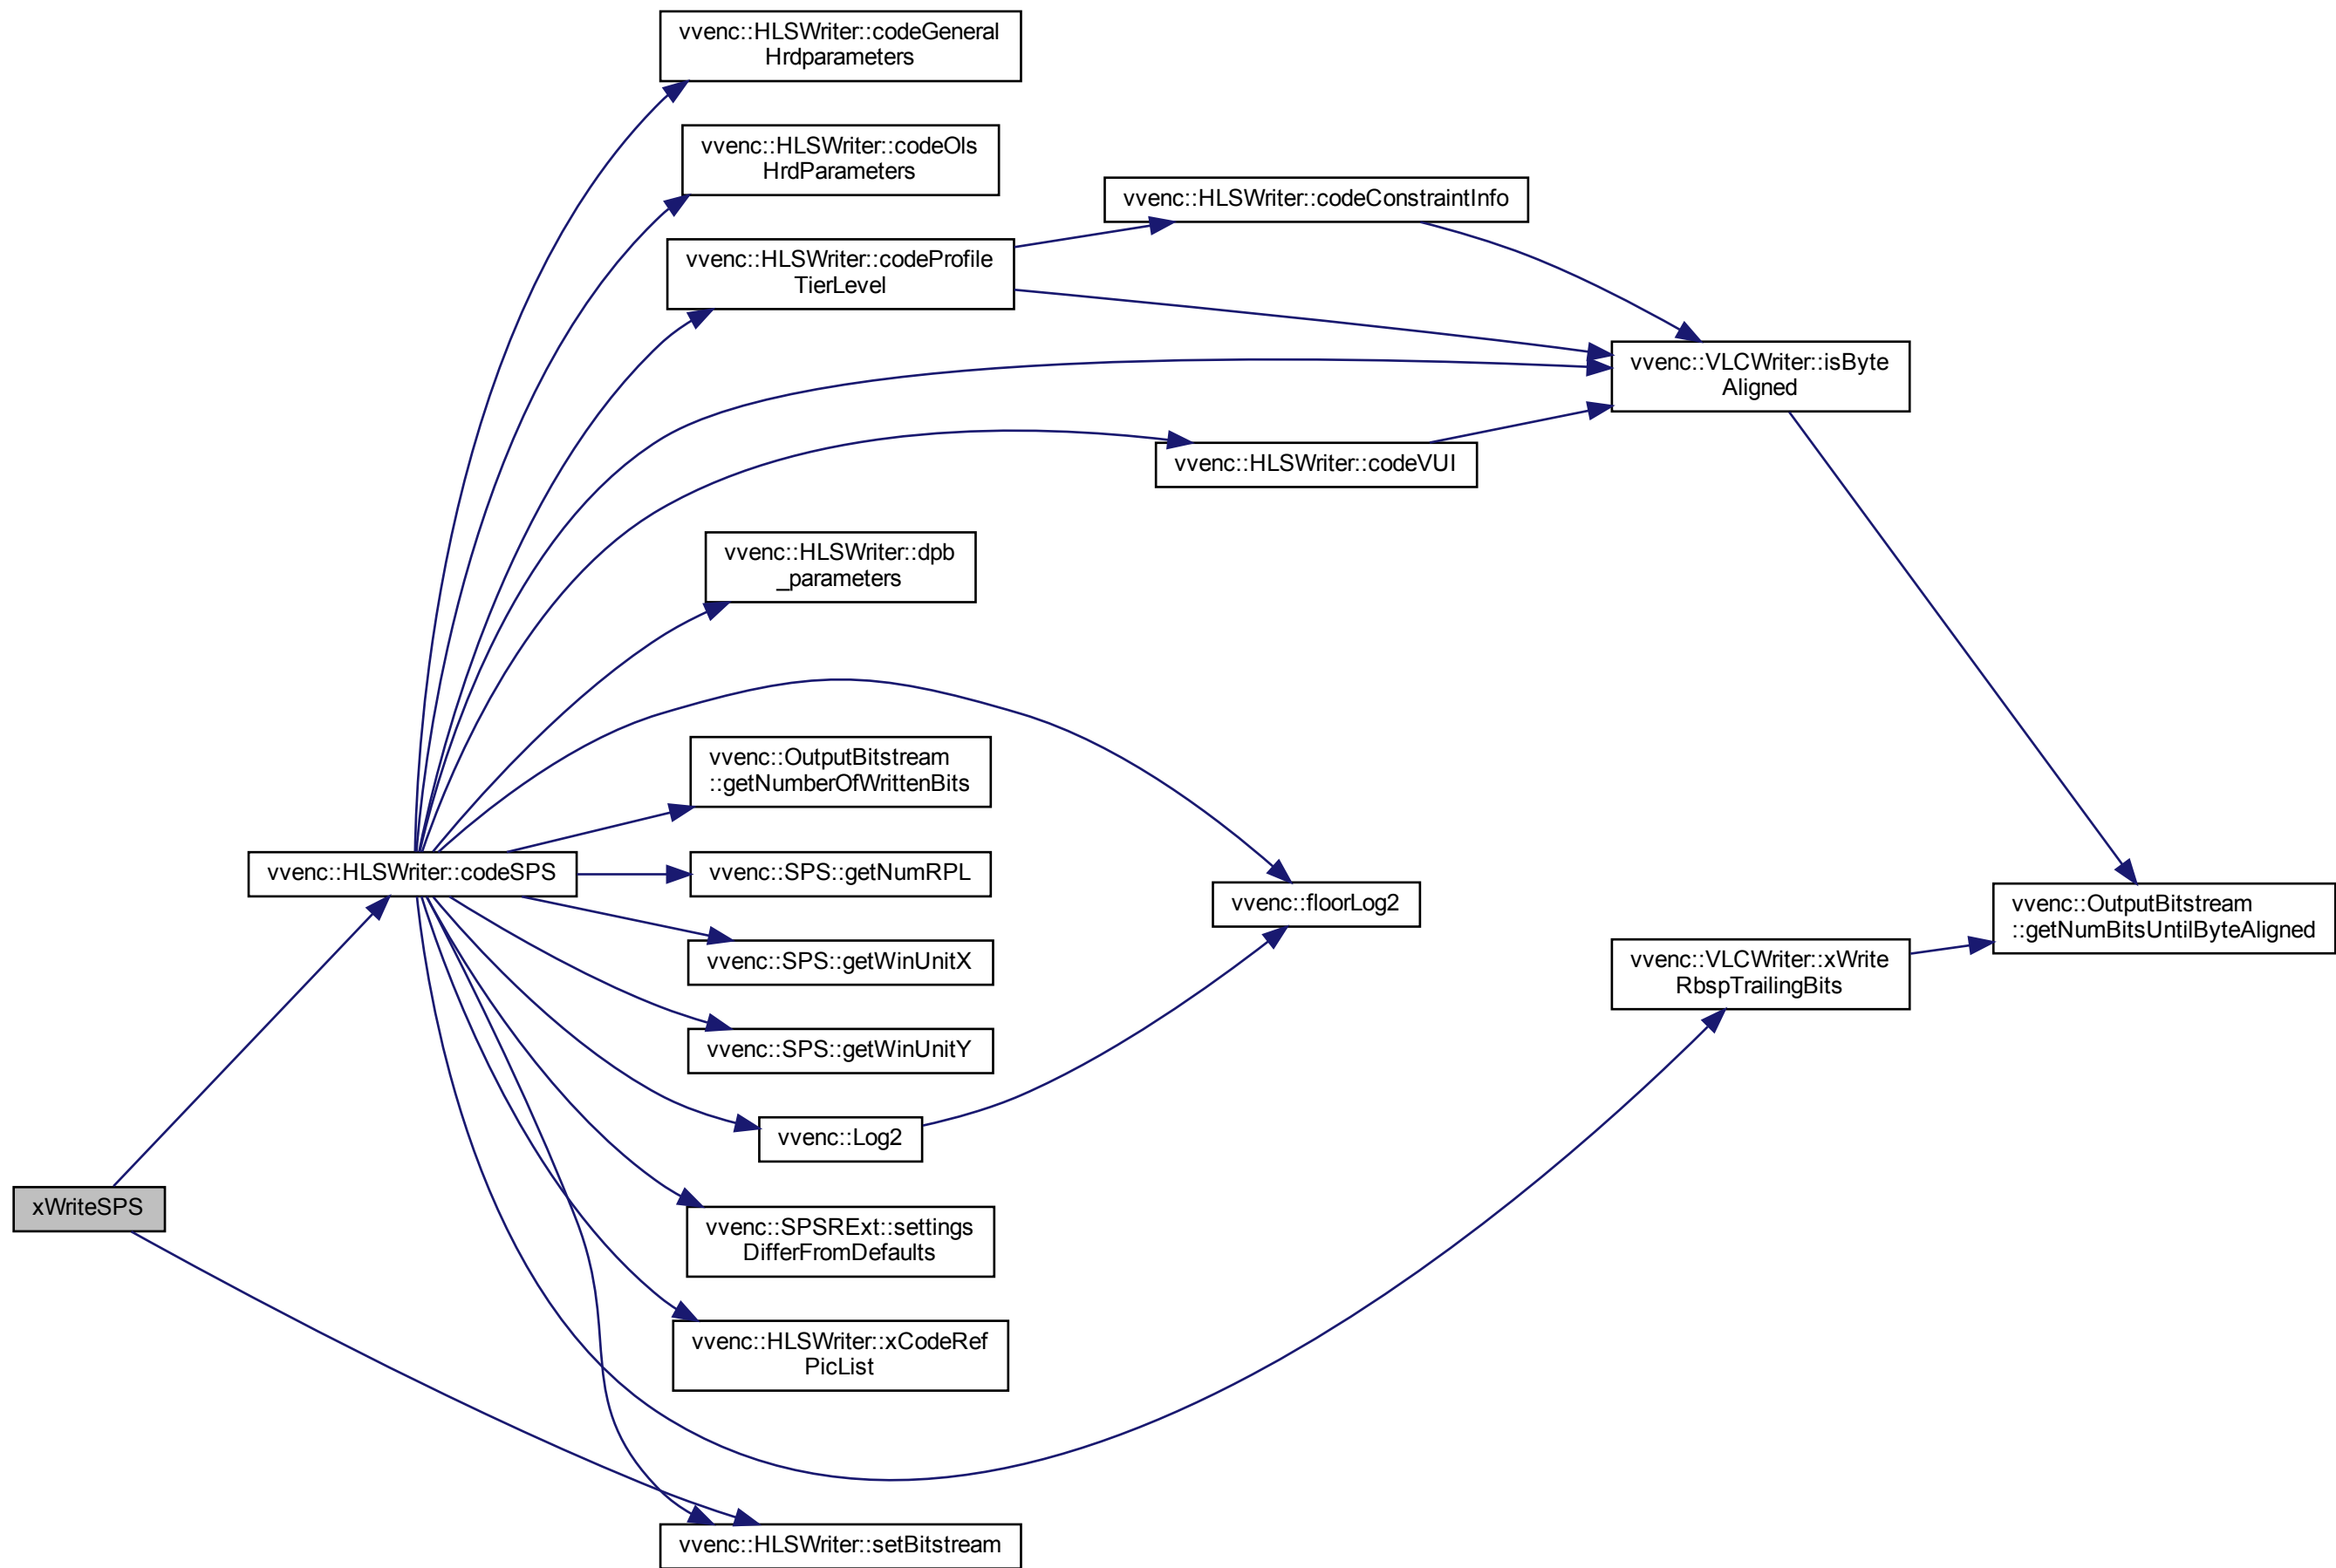 vvenc::HLSWriter::codeGeneral
Hrdparameters
vvenc::HLSWriter::codeOls
HrdParameters
vvenc::HLSWriter::codeConstraintInfo
vvenc::HLSWriter::codeProfile
TierLevel
vvenc::VLCWriter::isByte
Aligned
vvenc::HLSWriter::codeVUI
vvenc::HLSWriter::dpb
_parameters
vvenc::OutputBitstream
::getNumberOfWrittenBits
vvenc::HLSWriter::codeSPS
vvenc::SPS::getNumRPL
vvenc::floorLog2
vvenc::OutputBitstream
::getNumBitsUntilByteAligned
vvenc::SPS::getWinUnitX
vvenc::VLCWriter::xWrite
RbspTrailingBits
vvenc::SPS::getWinUnitY
vvenc::Log2
xWriteSPS
vvenc::SPSRExt::settings
DifferFromDefaults
vvenc::HLSWriter::xCodeRef
PicList
vvenc::HLSWriter::setBitstream